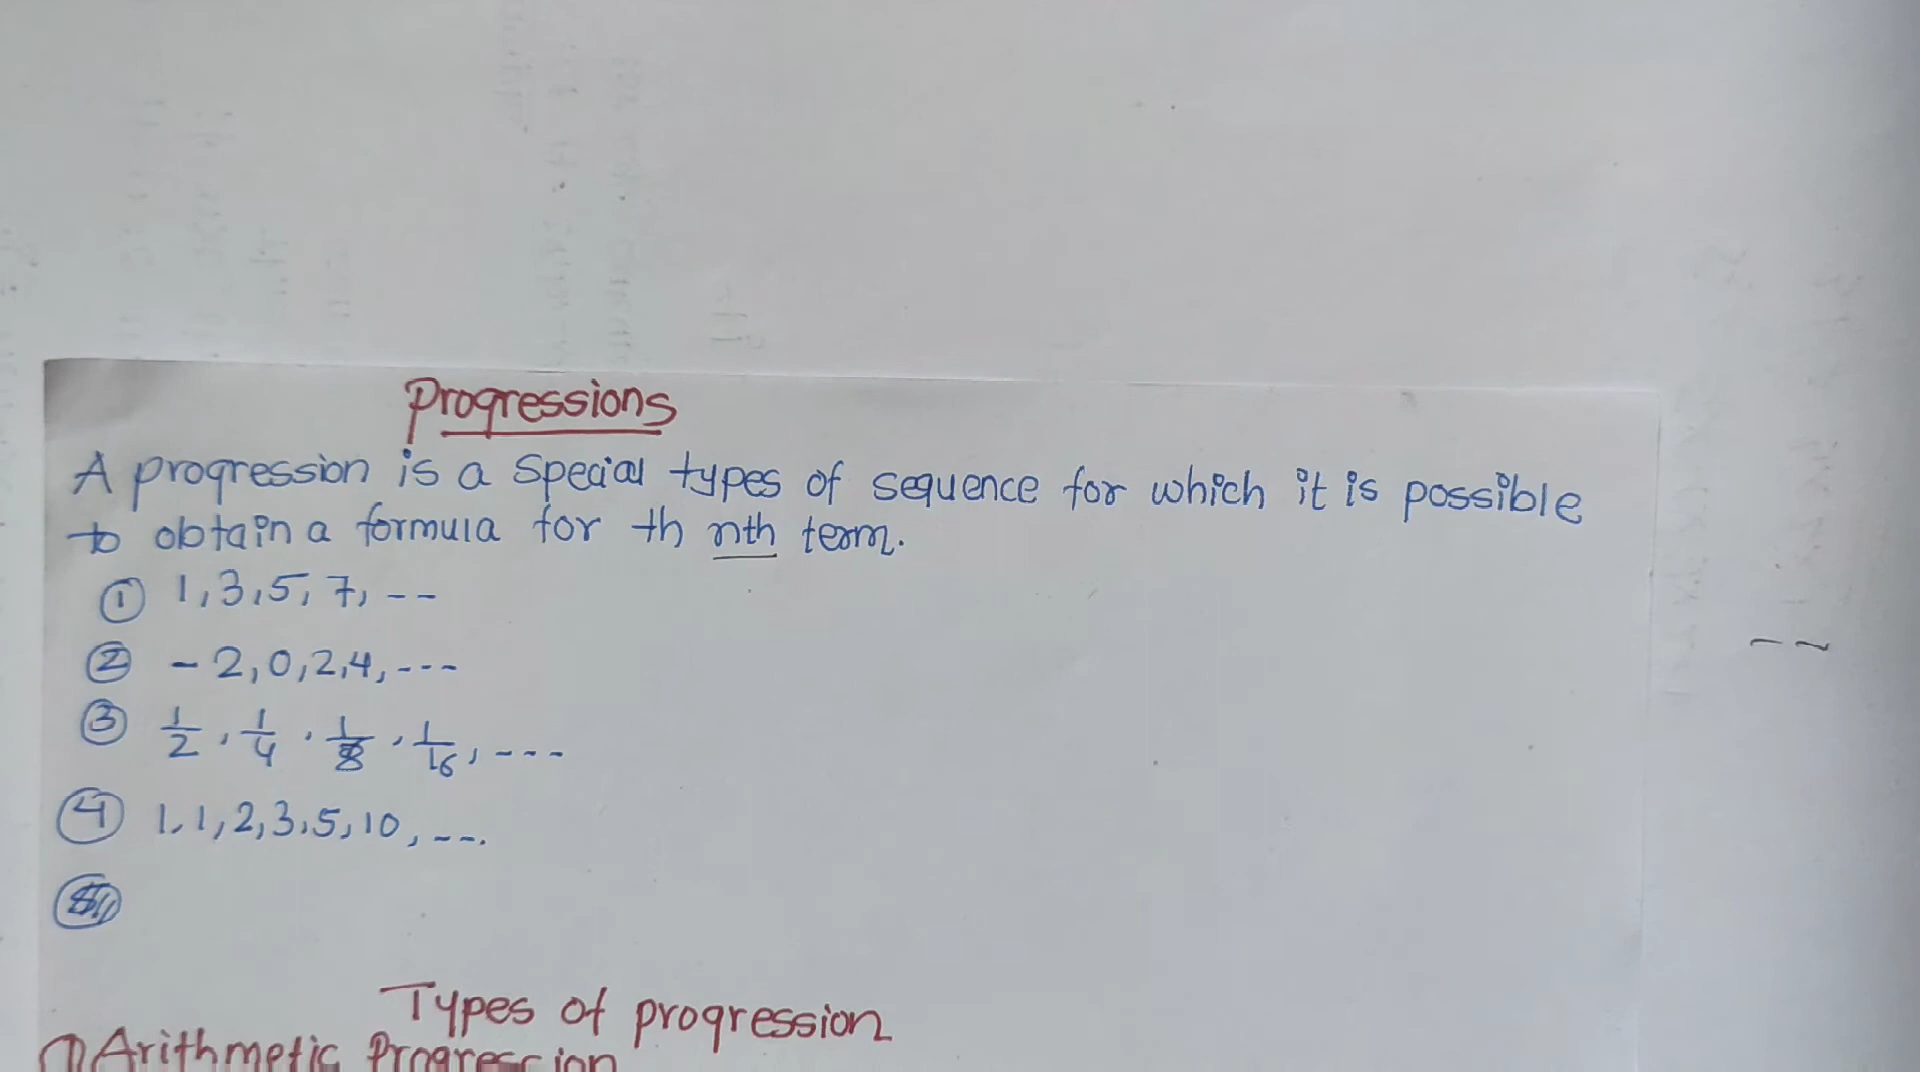 Progressions
A progression is a special types of sequence for which it is possible
to obtain a formula for th nth term.
① 1,3,5,7, --
② -2,0,2,4,---
③ 1/2, 1/4, 1/8, 1/16, ---
④ 1,1,2,3,5,10, ---.
Types of progression
① Arithmetic Progression